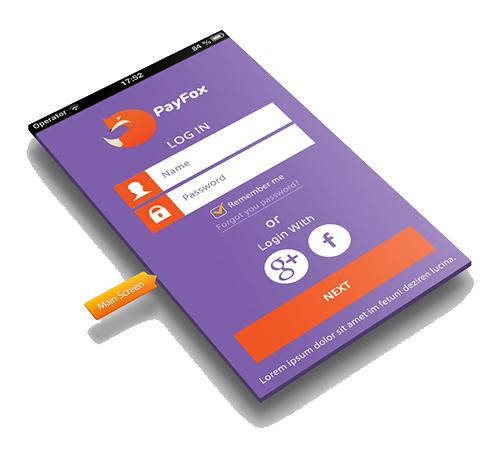 Operator 17:52 84 %
PayFox
LOG IN
Name
Password
Remember me
Forgot you password?
or
Login With
g+ f
NEXT
Lorem ipsum dolor sit amet im fetuni deziren lucina.
Main Screen